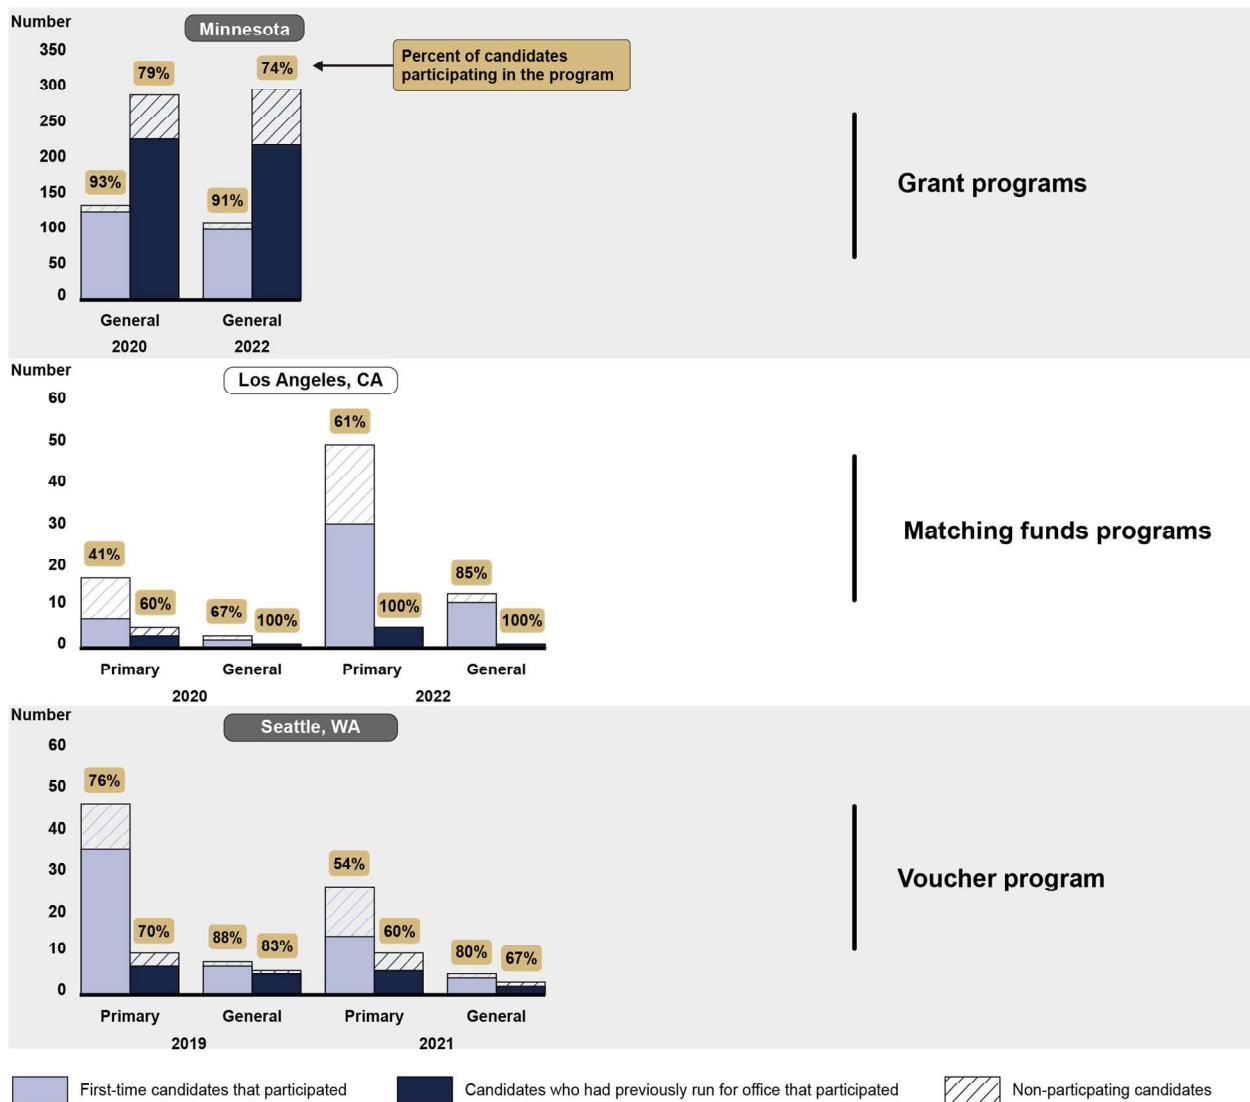 Number
Minnesota
350
300
250
200
150
100
50
0
79%
74%
93%
91%
Percent of candidates
participating in the program
General
General
2020
2022
Grant programs
Number
Los Angeles, CA
60
50
40
30
20
10
0
41%
60%
67%
100%
61%
100%
85%
100%
Primary
General
Primary
General
2020
2022
Matching funds programs
Number
Seattle, WA
60
50
40
30
20
10
0
76%
70%
88%
83%
54%
60%
80%
67%
Primary
General
Primary
General
2019
2021
Voucher program
First-time candidates that participated
Candidates who had previously run for office that participated
Non-particpating candidates